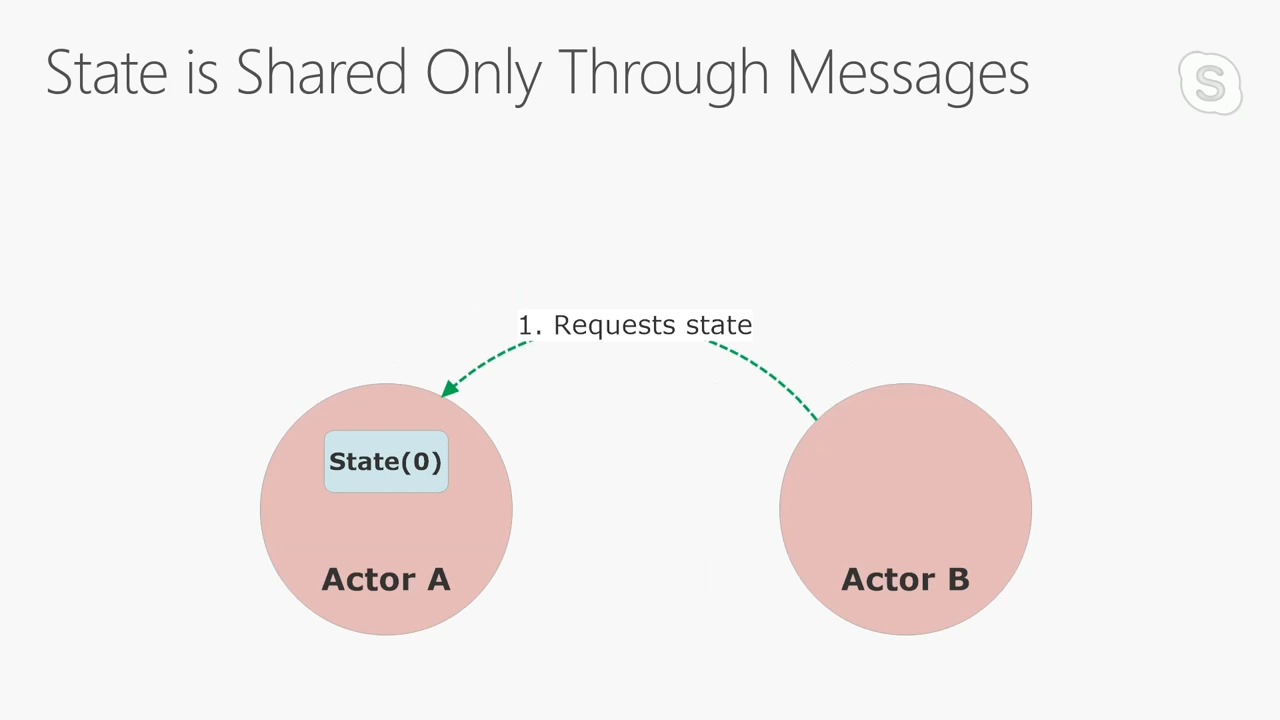 State is Shared Only Through Messages
S
1. Requests state
State(0)
Actor A
Actor B